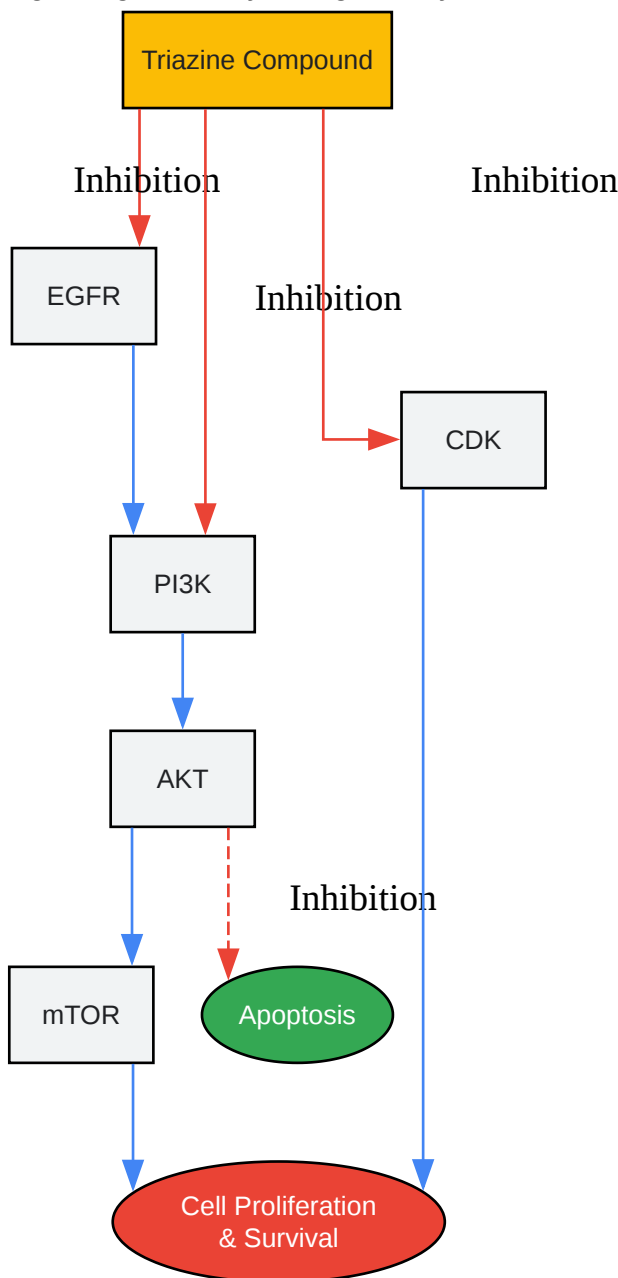 Triazine Compound
Inhibition
Inhibition
EGFR
Inhibition
CDK
PI3K
AKT
Inhibition
mTOR
Apoptosis
Cell Proliferation
& Survival